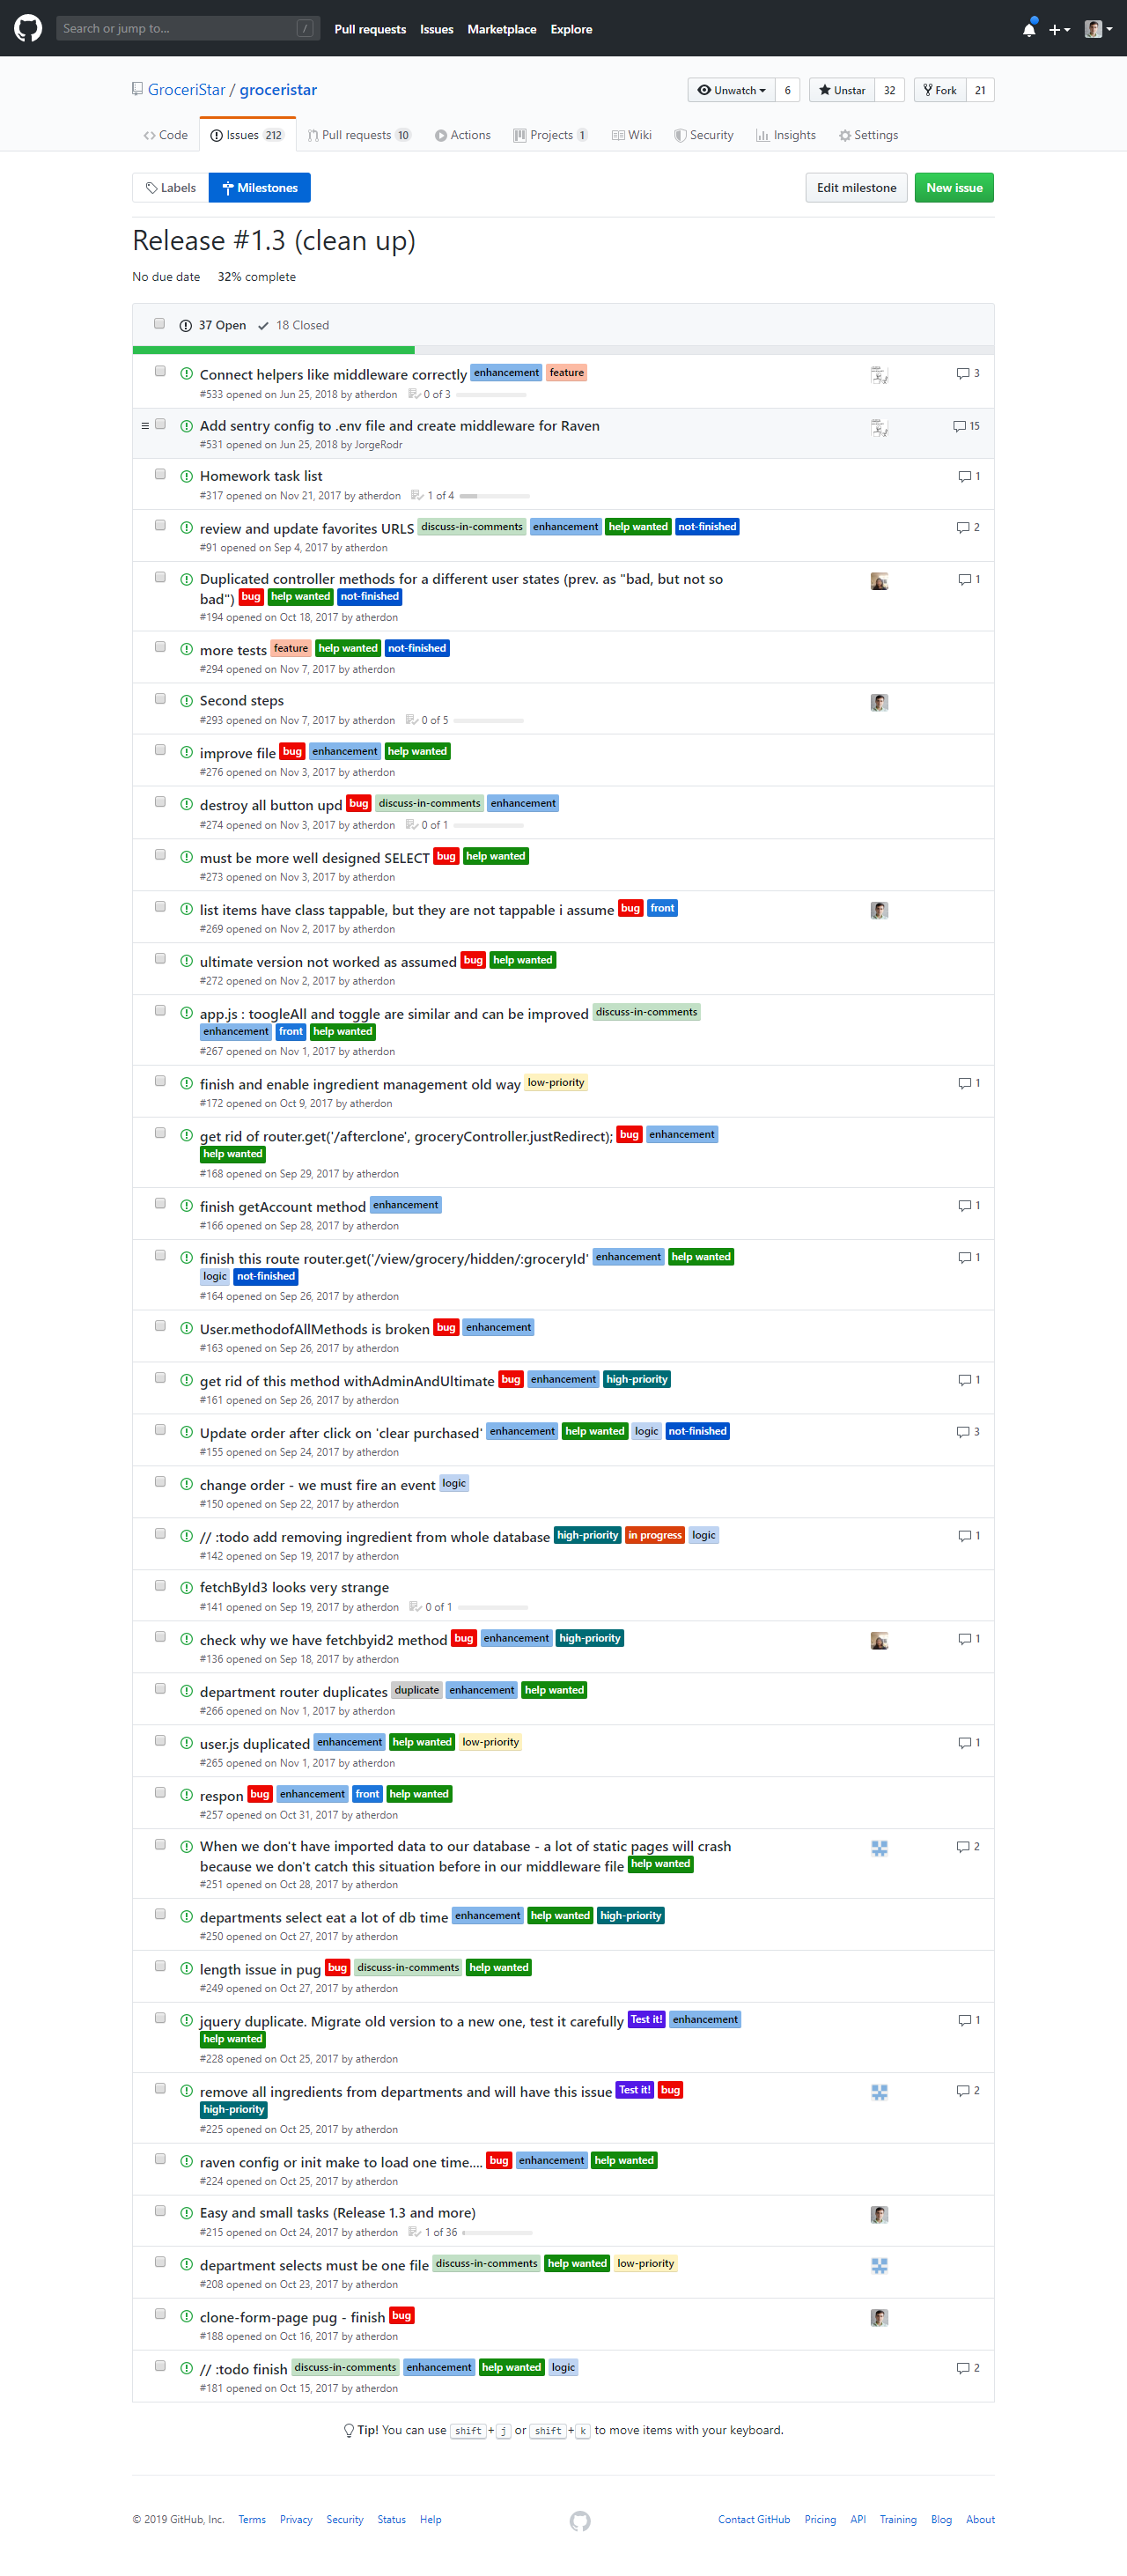 Search or jump to... / Pull requests Issues Marketplace Explore
GroceriStar / groceristar Unwatch 6 Unstar 32 Fork 21
Code Issues 212 Pull requests 10 Actions Projects 1 Wiki Security Insights Settings
Labels Milestones Edit milestone New issue
Release #1.3 (clean up)
No due date 32% complete
37 Open 18 Closed
Connect helpers like middleware correctly enhancement feature 3
#533 opened on Jun 25, 2018 by atherdon 0 of 3
Add sentry config to .env file and create middleware for Raven 15
#531 opened on Jun 25, 2018 by JorgeRodr
Homework task list 1
#317 opened on Nov 21, 2017 by atherdon 1 of 4
review and update favorites URLS discuss-in-comments enhancement help wanted not-finished 2
#91 opened on Sep 4, 2017 by atherdon
Duplicated controller methods for a different user states (prev. as "bad, but not so 1
bad") bug help wanted not-finished
#194 opened on Oct 18, 2017 by atherdon
more tests feature help wanted not-finished
#294 opened on Nov 7, 2017 by atherdon
Second steps
#293 opened on Nov 7, 2017 by atherdon 0 of 5
improve file bug enhancement help wanted
#276 opened on Nov 3, 2017 by atherdon
destroy all button upd bug discuss-in-comments enhancement
#274 opened on Nov 3, 2017 by atherdon 0 of 1
must be more well designed SELECT bug help wanted
#273 opened on Nov 3, 2017 by atherdon
list items have class tappable, but they are not tappable i assume bug front
#269 opened on Nov 2, 2017 by atherdon
ultimate version not worked as assumed bug help wanted
#272 opened on Nov 2, 2017 by atherdon
app.js : toogleAll and toggle are similar and can be improved discuss-in-comments
enhancement front help wanted
#267 opened on Nov 1, 2017 by atherdon
finish and enable ingredient management old way low-priority 1
#172 opened on Oct 9, 2017 by atherdon
get rid of router.get('/afterclone', groceryController.justRedirect); bug enhancement
help wanted
#168 opened on Sep 29, 2017 by atherdon
finish getAccount method enhancement 1
#166 opened on Sep 28, 2017 by atherdon
finish this route router.get('/view/grocery/hidden/:groceryId' enhancement help wanted 1
logic not-finished
#164 opened on Sep 26, 2017 by atherdon
User.methodofAllMethods is broken bug enhancement
#163 opened on Sep 26, 2017 by atherdon
get rid of this method withAdminAndUltimate bug enhancement high-priority 1
#161 opened on Sep 26, 2017 by atherdon
Update order after click on 'clear purchased' enhancement help wanted logic not-finished 3
#155 opened on Sep 24, 2017 by atherdon
change order - we must fire an event logic
#150 opened on Sep 22, 2017 by atherdon
// :todo add removing ingredient from whole database high-priority in progress logic 1
#142 opened on Sep 19, 2017 by atherdon
fetchById3 looks very strange
#141 opened on Sep 19, 2017 by atherdon 0 of 1
check why we have fetchbyid2 method bug enhancement high-priority 1
#136 opened on Sep 18, 2017 by atherdon
department router duplicates duplicate enhancement help wanted
#266 opened on Nov 1, 2017 by atherdon
user.js duplicated enhancement help wanted low-priority 1
#265 opened on Nov 1, 2017 by atherdon
respon bug enhancement front help wanted
#257 opened on Oct 31, 2017 by atherdon
When we don't have imported data to our database - a lot of static pages will crash 2
because we don't catch this situation before in our middleware file help wanted
#251 opened on Oct 28, 2017 by atherdon
departments select eat a lot of db time enhancement help wanted high-priority
#250 opened on Oct 27, 2017 by atherdon
length issue in pug bug discuss-in-comments help wanted
#249 opened on Oct 27, 2017 by atherdon
jquery duplicate. Migrate old version to a new one, test it carefully Test it! enhancement 1
help wanted
#228 opened on Oct 25, 2017 by atherdon
remove all ingredients from departments and will have this issue Test it! bug 2
high-priority
#225 opened on Oct 25, 2017 by atherdon
raven config or init make to load one time.... bug enhancement help wanted
#224 opened on Oct 25, 2017 by atherdon
Easy and small tasks (Release 1.3 and more)
#215 opened on Oct 24, 2017 by atherdon 1 of 36
department selects must be one file discuss-in-comments help wanted low-priority
#208 opened on Oct 23, 2017 by atherdon
clone-form-page pug - finish bug
#188 opened on Oct 16, 2017 by atherdon
// :todo finish discuss-in-comments enhancement help wanted logic 2
#181 opened on Oct 15, 2017 by atherdon
Tip! You can use shift+j or shift+k to move items with your keyboard.
© 2019 GitHub, Inc. Terms Privacy Security Status Help Contact GitHub Pricing API Training Blog About